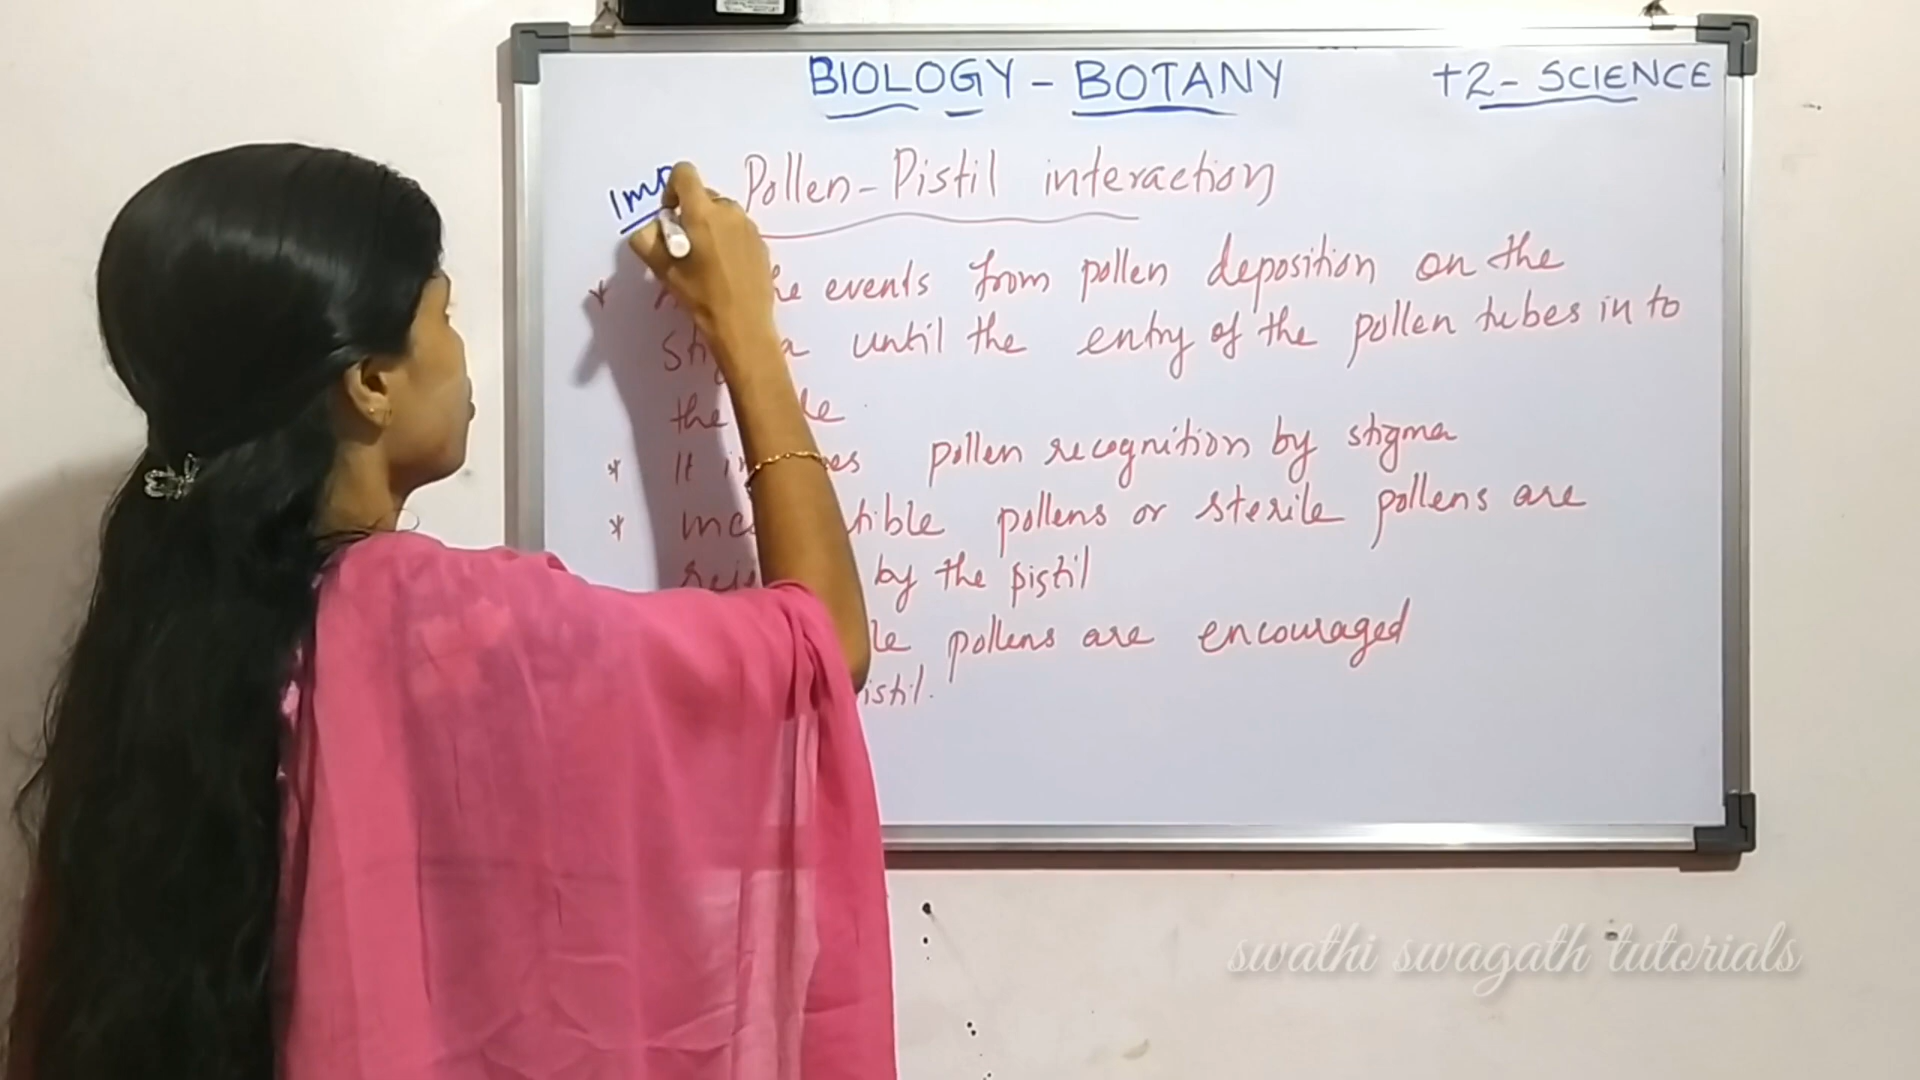 BIOLOGY - BOTANY +2 - SCIENCE
Imp Pollen - Pistil interaction
* events from pollen deposition on the
until the entry of the pollen tubes in to
the
* It pollen recognition by stigma
* pollens or sterile pollens are
by the pistil
pollens are encouraged
swathi swagath tutorials